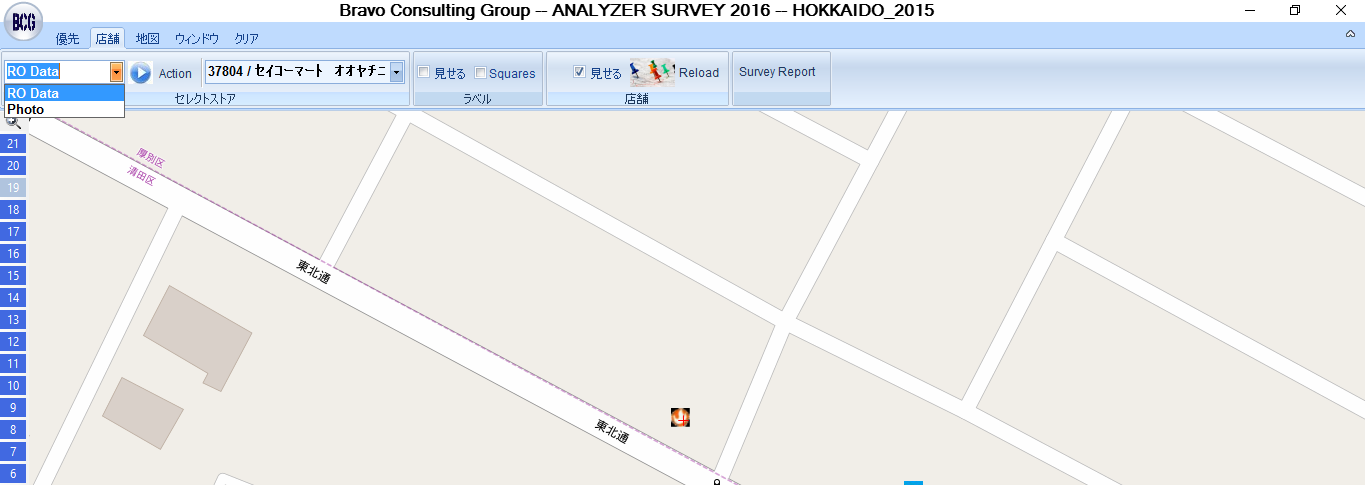 Bravo Consulting Group -- ANALYZER SURVEY 2016 -- HOKKAIDO_2015
BCG
優先 店舗 地図 ウィンドウ クリア
RO Data Action 37804 / セイコーマート オオヤチニ 見せる Squares 見せる Reload Survey Report
RO Data
Photo
セレクトストア ラベル 店舗
21
20
19
18
17
16
15
14
13
12
11
10
9
8
7
6
厚別区
清田区
東北通
東北通